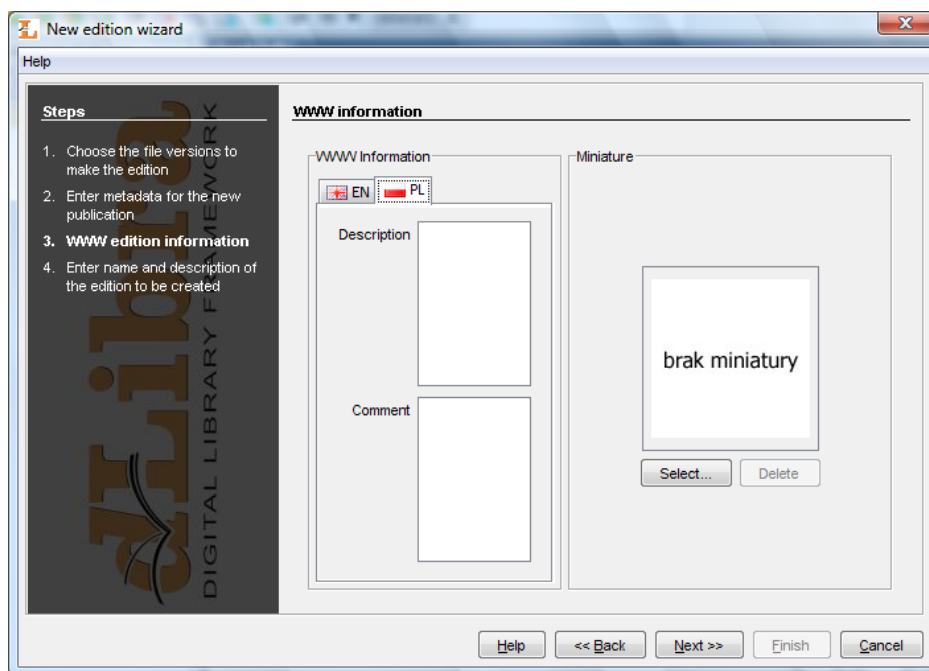 New edition wizard
Help
Steps
1. Choose the file versions to
make the edition
2. Enter metadata for the new
publication
3. WWW edition information
4. Enter name and description of
the edition to be created
dLibra
DIGITAL LIBRARY FRAMEWORK
WWW information
WWW Information
EN
PL
Description
Comment
Miniature
brak miniatury
Select...
Delete
Help
<< Back
Next >>
Finish
Cancel